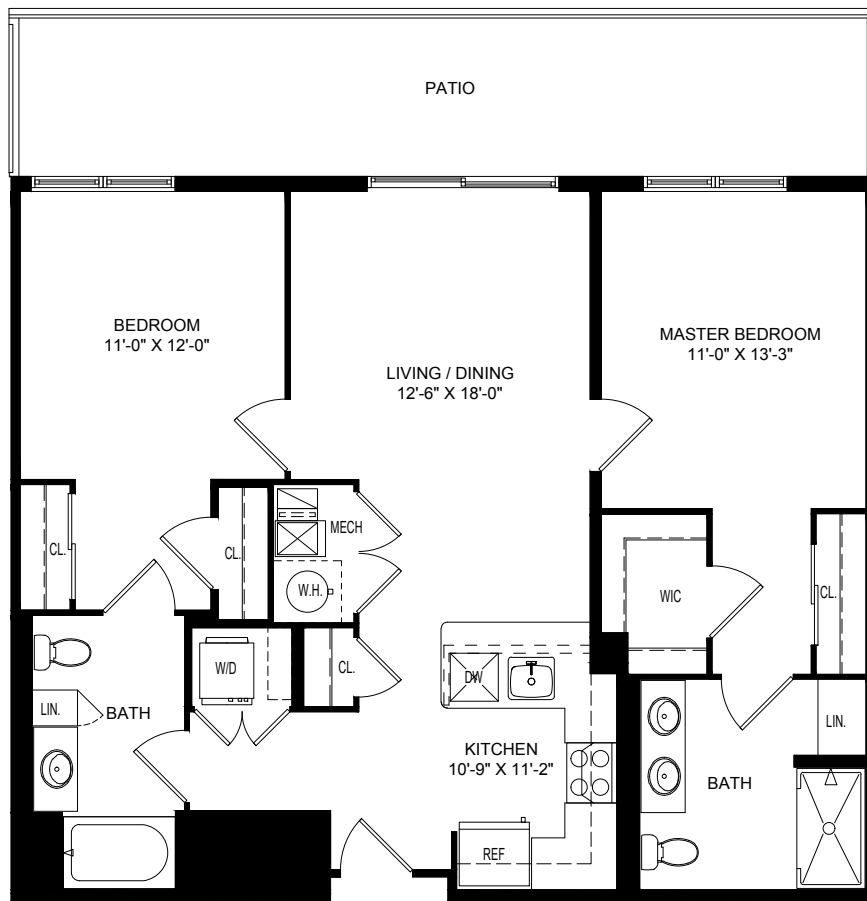 PATIO
BEDROOM
11'-0" X 12'-0"
MASTER BEDROOM
11'-0" X 13'-3"
LIVING / DINING
12'-6" X 18'-0"
CL.
CL.
MECH
W.H.
WIC
CL.
W/D
CL.
DW
LIN.
BATH
LIN.
KITCHEN
10'-9" X 11'-2"
BATH
REF